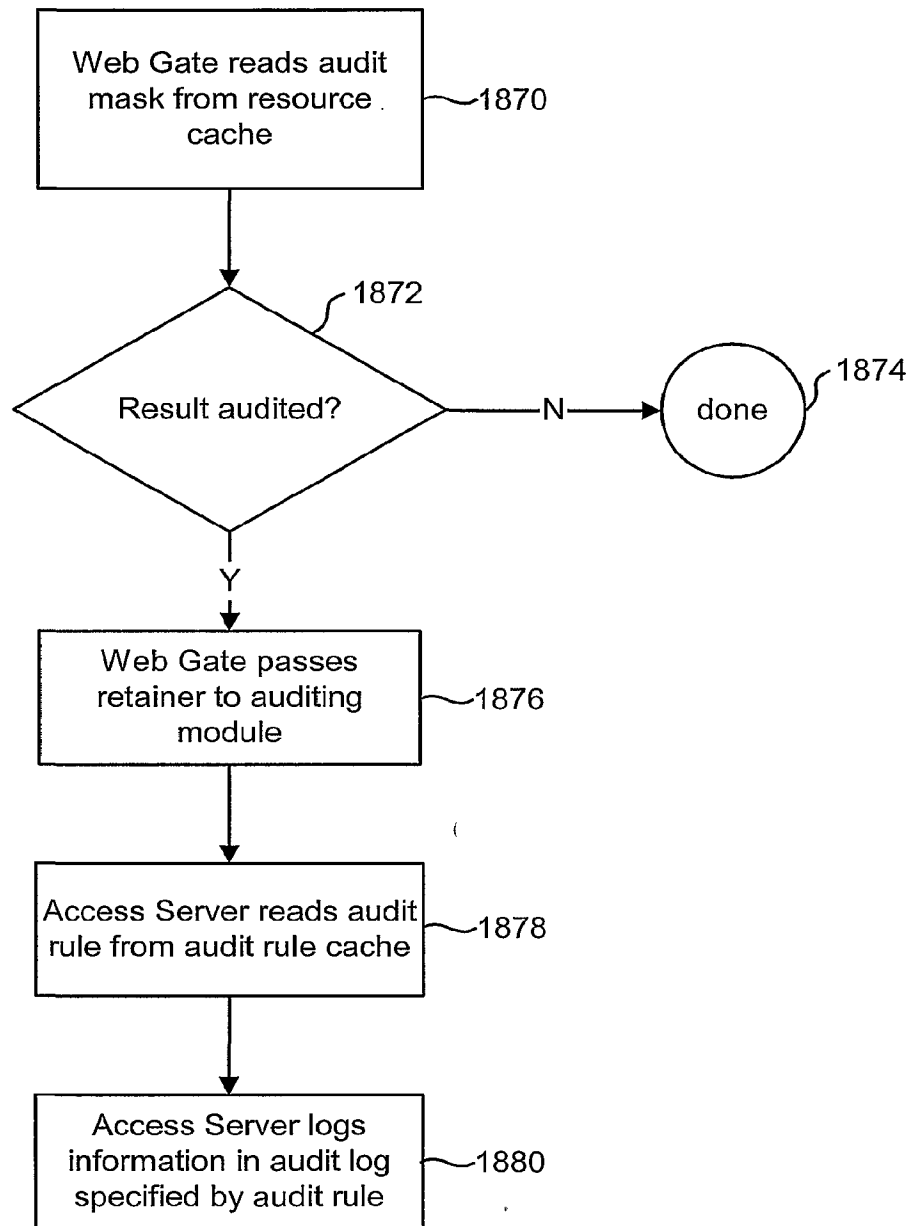 Web Gate reads audit
mask from resource
cache
1870
1872
Result audited?
N
done
1874
Y
Web Gate passes
retainer to auditing
module
1876
Access Server reads audit
rule from audit rule cache
1878
Access Server logs
information in audit log
specified by audit rule
1880